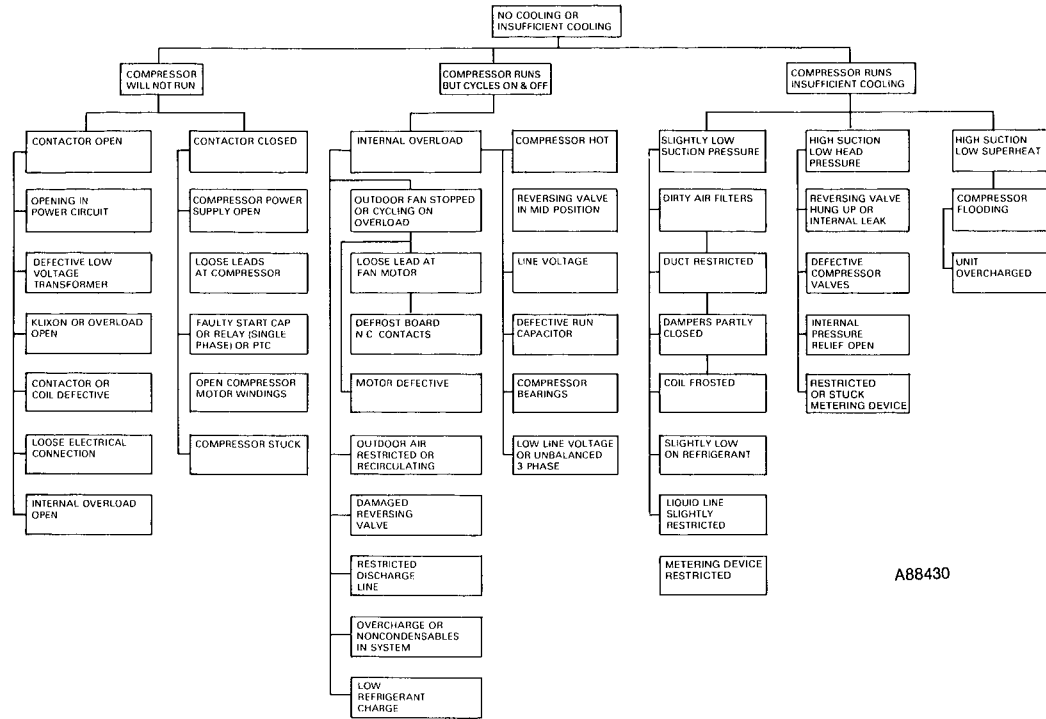 NO COOLING OR
INSUFFICIENT COOLING
COMPRESSOR
WILL NOT RUN
COMPRESSOR RUNS
BUT CYCLES ON & OFF
COMPRESSOR RUNS
INSUFFICIENT COOLING
CONTACTOR OPEN
OPENING IN
POWER CIRCUIT
DEFECTIVE LOW
VOLTAGE
TRANSFORMER
KLIXON OR OVERLOAD
OPEN
CONTACTOR OR
COIL DEFECTIVE
LOOSE ELECTRICAL
CONNECTION
INTERNAL OVERLOAD
OPEN
CONTACTOR CLOSED
COMPRESSOR POWER
SUPPLY OPEN
LOOSE LEADS
AT COMPRESSOR
FAULTY START CAP
OR RELAY (SINGLE
PHASE) OR PTC
OPEN COMPRESSOR
MOTOR WINDINGS
COMPRESSOR STUCK
INTERNAL OVERLOAD
OUTDOOR FAN STOPPED
OR CYCLING ON
OVERLOAD
LOOSE LEAD AT
FAN MOTOR
DEFROST BOARD
N C CONTACTS
MOTOR DEFECTIVE
OUTDOOR AIR
RESTRICTED OR
RECIRCULATING
DAMAGED
REVERSING
VALVE
RESTRICTED
DISCHARGE
LINE
OVERCHARGE OR
NONCONDENSABLES
IN SYSTEM
LOW
REFRIGERANT
CHARGE
COMPRESSOR HOT
REVERSING VALVE
IN MID POSITION
LINE VOLTAGE
DEFECTIVE RUN
CAPACITOR
COMPRESSOR
BEARINGS
LOW LINE VOLTAGE
OR UNBALANCED
3 PHASE
SLIGHTLY LOW
SUCTION PRESSURE
DIRTY AIR FILTERS
DUCT RESTRICTED
DAMPERS PARTLY
CLOSED
COIL FROSTED
SLIGHTLY LOW
ON REFRIGERANT
LIQUID LINE
SLIGHTLY
RESTRICTED
METERING DEVICE
RESTRICTED
HIGH SUCTION
LOW HEAD
PRESSURE
REVERSING VALVE
HUNG UP OR
INTERNAL LEAK
DEFECTIVE
COMPRESSOR
VALVES
INTERNAL
PRESSURE
RELIEF OPEN
RESTRICTED
OR STUCK
METERING DEVICE
HIGH SUCTION
LOW SUPERHEAT
COMPRESSOR
FLOODING
UNIT
OVERCHARGED
A88430